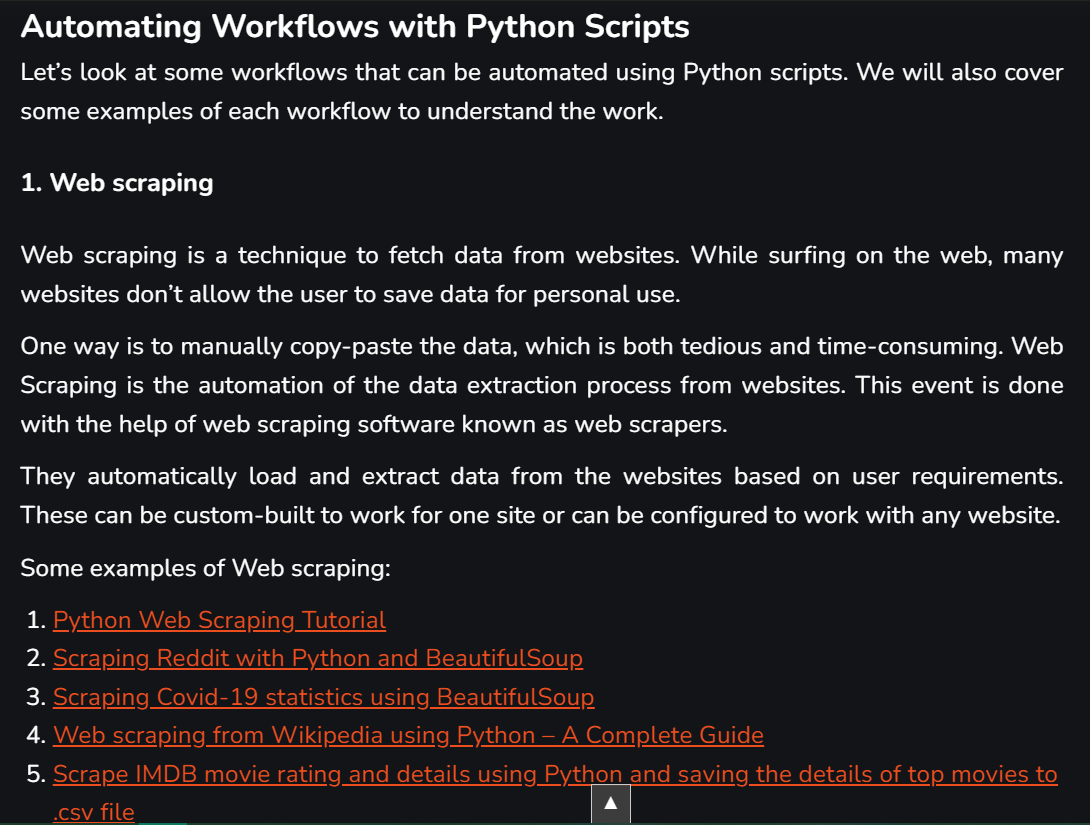 Automating Workflows with Python Scripts
Let’s look at some workflows that can be automated using Python scripts. We will also cover
some examples of each workflow to understand the work.
1. Web scraping
Web scraping is a technique to fetch data from websites. While surfing on the web, many
websites don’t allow the user to save data for personal use.
One way is to manually copy-paste the data, which is both tedious and time-consuming. Web
Scraping is the automation of the data extraction process from websites. This event is done
with the help of web scraping software known as web scrapers.
They automatically load and extract data from the websites based on user requirements.
These can be custom-built to work for one site or can be configured to work with any website.
Some examples of Web scraping:
1. Python Web Scraping Tutorial
2. Scraping Reddit with Python and BeautifulSoup
3. Scraping Covid-19 statistics using BeautifulSoup
4. Web scraping from Wikipedia using Python – A Complete Guide
5. Scrape IMDB movie rating and details using Python and saving the details of top movies to
.csv file